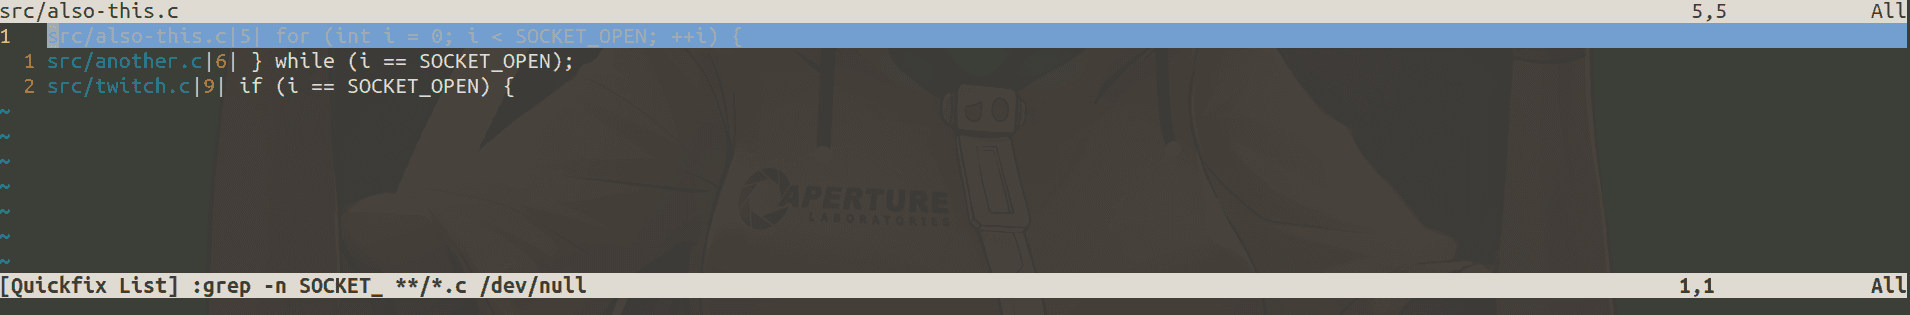 src/also-this.c 5,5 All
1 src/also-this.c|5| for (int i = 0; i < SOCKET_OPEN; ++i) {
1 src/another.c|6| } while (i == SOCKET_OPEN);
2 src/twitch.c|9| if (i == SOCKET_OPEN) {
~
~
~
~
~
~
~
APERTURE
LABORATORIES
[Quickfix List] :grep -n SOCKET_ **/*.c /dev/null 1,1 All